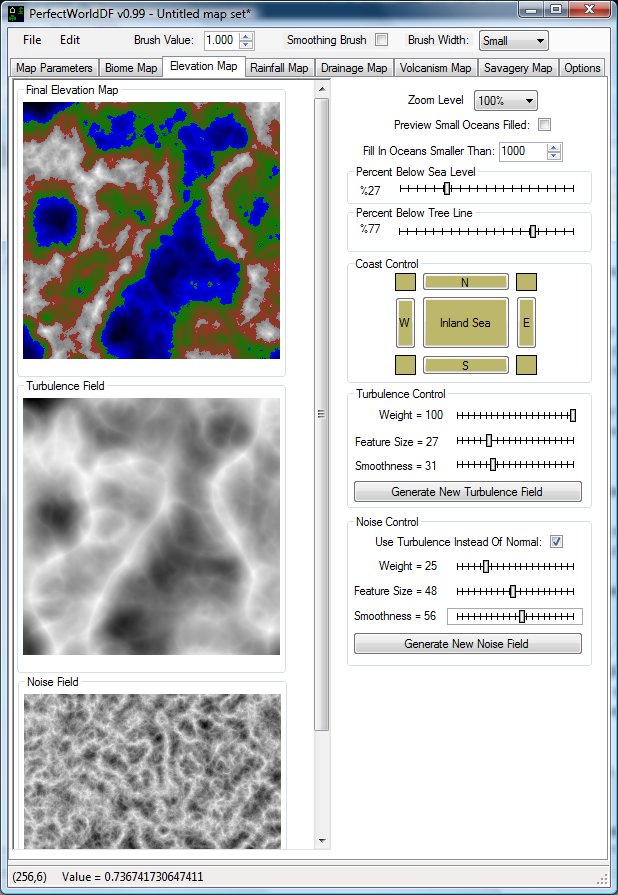 PerfectWorldDF v0.99 - Untitled map set*
File Edit Brush Value: 1.000 Smoothing Brush Brush Width: Small
Map Parameters Biome Map Elevation Map Rainfall Map Drainage Map Volcanism Map Savagery Map Options
Final Elevation Map
Turbulence Field
Noise Field
Zoom Level 100%
Preview Small Oceans Filled:
Fill In Oceans Smaller Than: 1000
Percent Below Sea Level
%27
Percent Below Tree Line
%77
Coast Control
N
W Inland Sea E
S
Turbulence Control
Weight = 100
Feature Size = 27
Smoothness = 31
Generate New Turbulence Field
Noise Control
Use Turbulence Instead Of Normal:
Weight = 25
Feature Size = 48
Smoothness = 56
Generate New Noise Field
(256,6) Value = 0.736741730647411